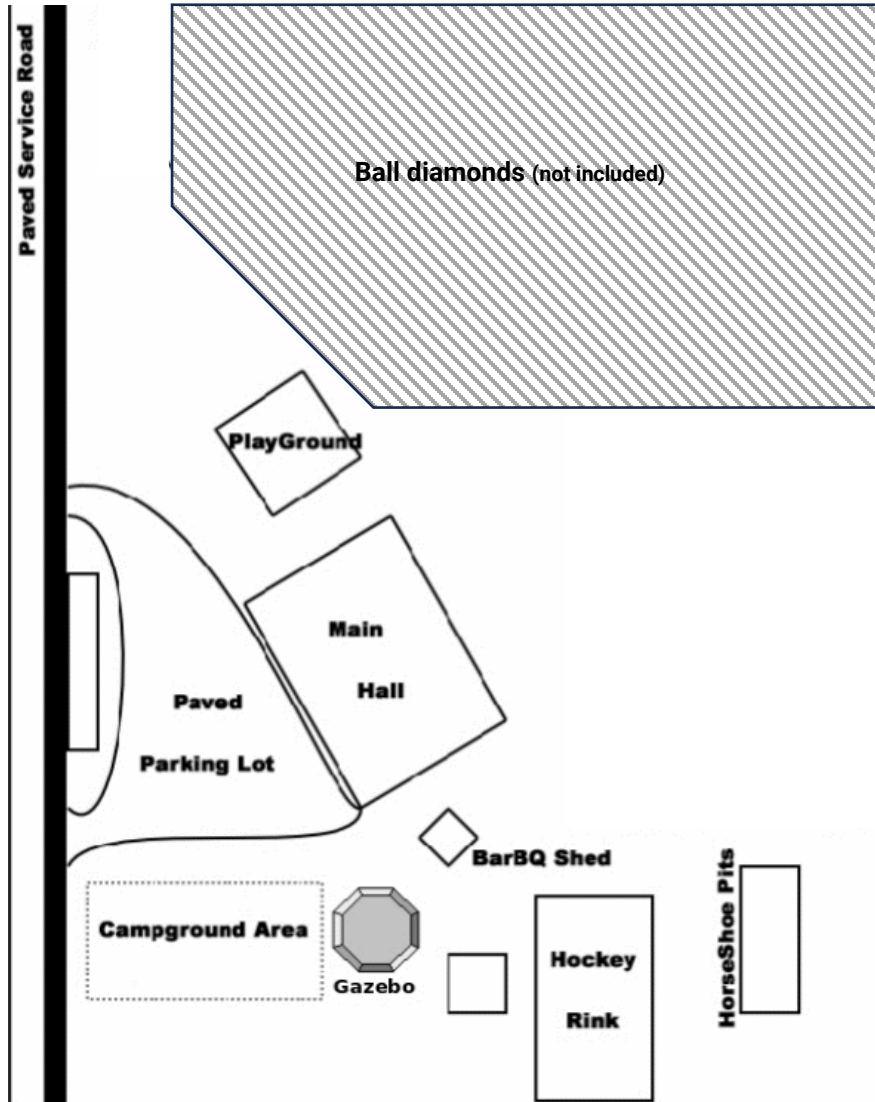 Paved Service Road
Ball diamonds (not included)
PlayGround
Main
Hall
Paved
Parking Lot
BarBQ Shed
HorseShoe Pits
Campground Area
Gazebo
Hockey
Rink